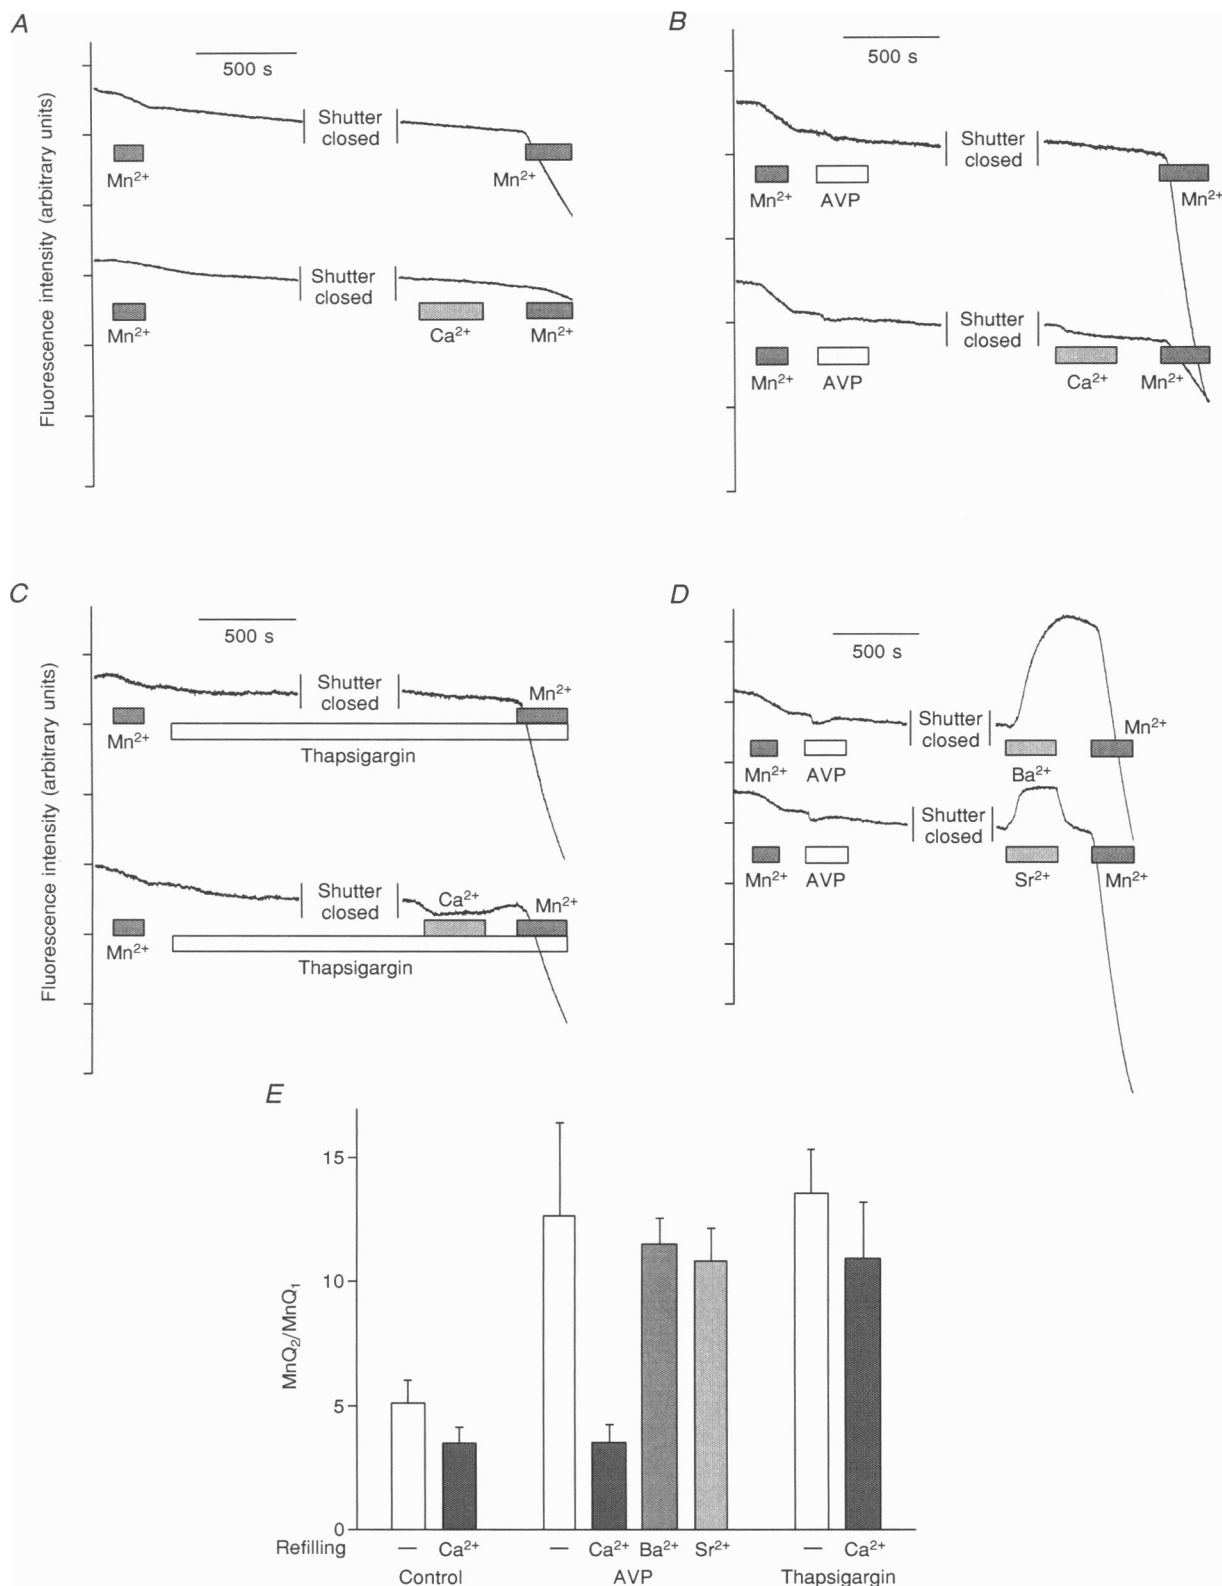 A
500 s
Fluorescence intensity (arbitrary units)
Shutter
closed
Mn²⁺
Mn²⁺
Shutter
closed
Mn²⁺
Ca²⁺
Mn²⁺
B
500 s
Shutter
closed
Mn²⁺
AVP
Mn²⁺
Shutter
closed
Mn²⁺
AVP
Ca²⁺
Mn²⁺
C
500 s
Fluorescence intensity (arbitrary units)
Shutter
closed
Mn²⁺
Mn²⁺
Thapsigargin
Shutter
closed
Ca²⁺
Mn²⁺
Mn²⁺
Thapsigargin
D
500 s
Shutter
closed
Mn²⁺
Mn²⁺
AVP
Ba²⁺
Shutter
closed
Mn²⁺
AVP
Sr²⁺
Mn²⁺
E
MnQ₂/MnQ₁
15
10
5
0
Refilling — Ca²⁺ — Ca²⁺ Ba²⁺ Sr²⁺ — Ca²⁺
Control AVP Thapsigargin